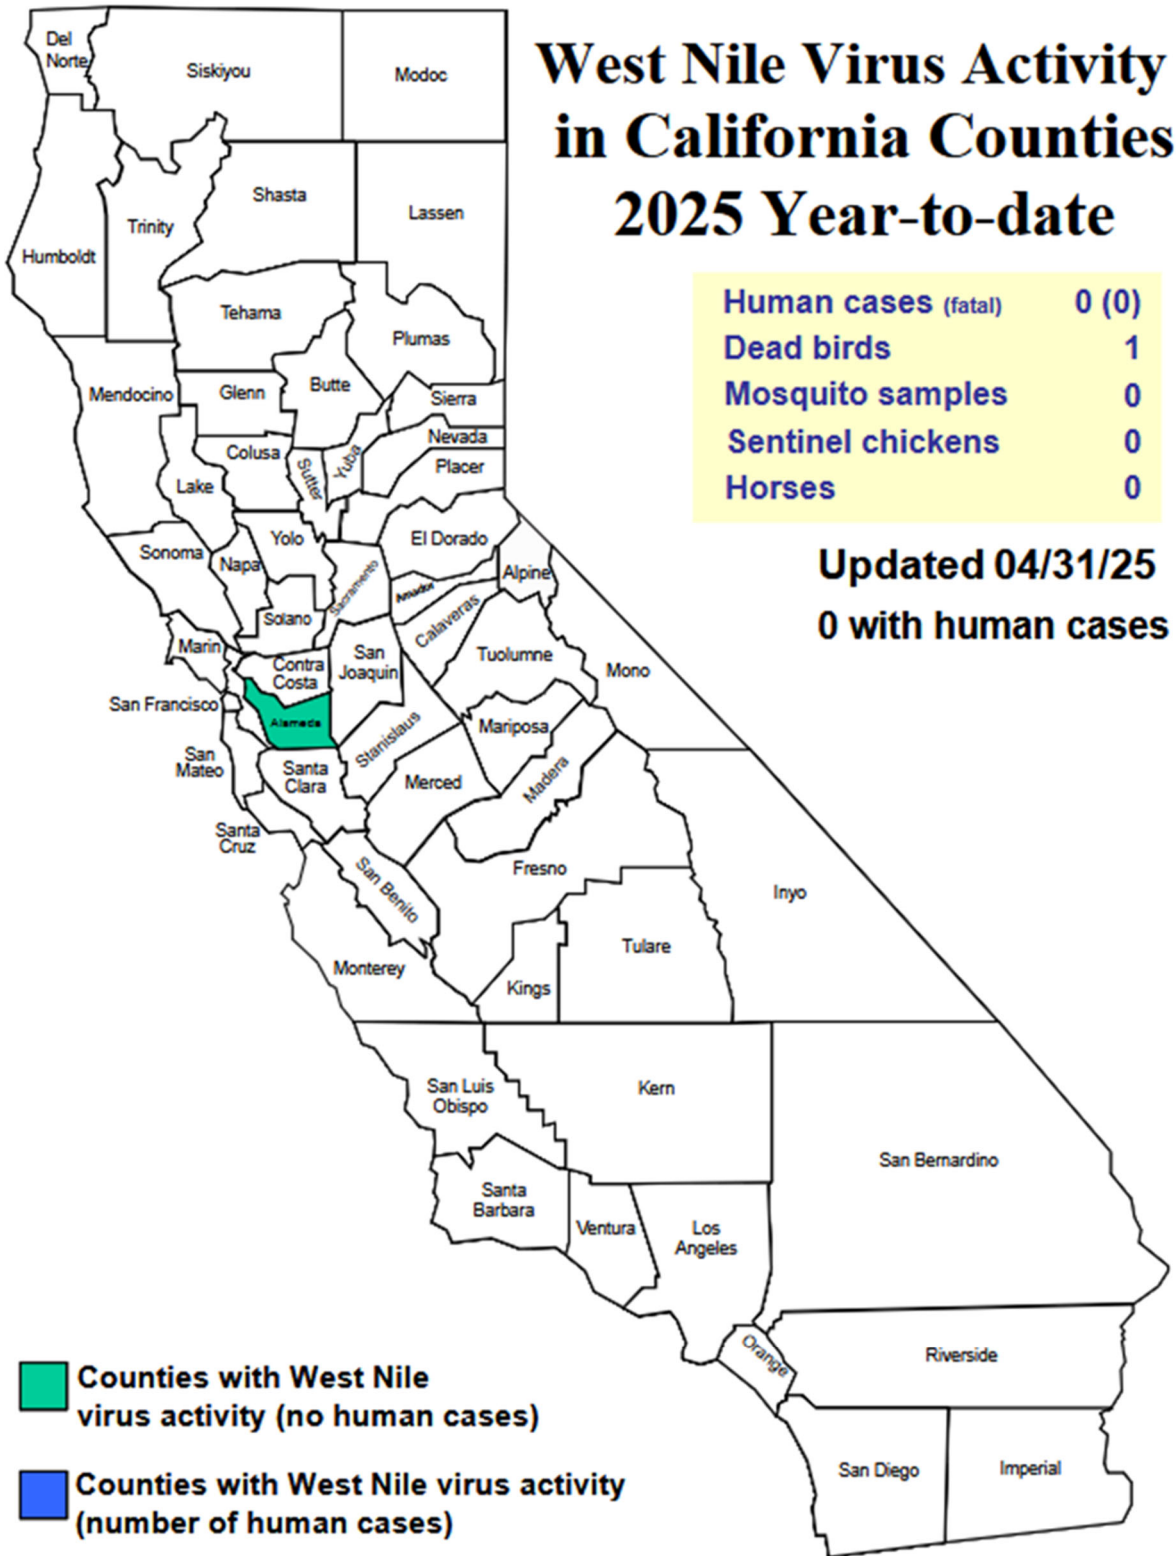 West Nile Virus Activity
in California Counties
2025 Year-to-date
Human cases (fatal) 0 (0)
Dead birds 1
Mosquito samples 0
Sentinel chickens 0
Horses 0
Updated 04/31/25
0 with human cases
Del
Norte
Siskiyou
Modoc
Shasta
Lassen
Trinity
Humboldt
Tehama
Plumas
Mendocino
Glenn
Butte
Sierra
Nevada
Colusa
Sutter
Yuba
Placer
Lake
Sonoma
Napa
Yolo
El Dorado
Sacramento
Amador
Alpine
Solano
Calaveras
Marin
Contra
Costa
San
Joaquin
Tuolumne
Mono
San Francisco
Alameda
Stanislaus
Mariposa
San
Mateo
Santa
Clara
Merced
Madera
Santa
Cruz
San Benito
Fresno
Inyo
Monterey
Kings
Tulare
San Luis
Obispo
Kern
San Bernardino
Santa
Barbara
Ventura
Los
Angeles
Orange
Riverside
San Diego
Imperial
Counties with West Nile
virus activity (no human cases)
Counties with West Nile virus activity
(number of human cases)